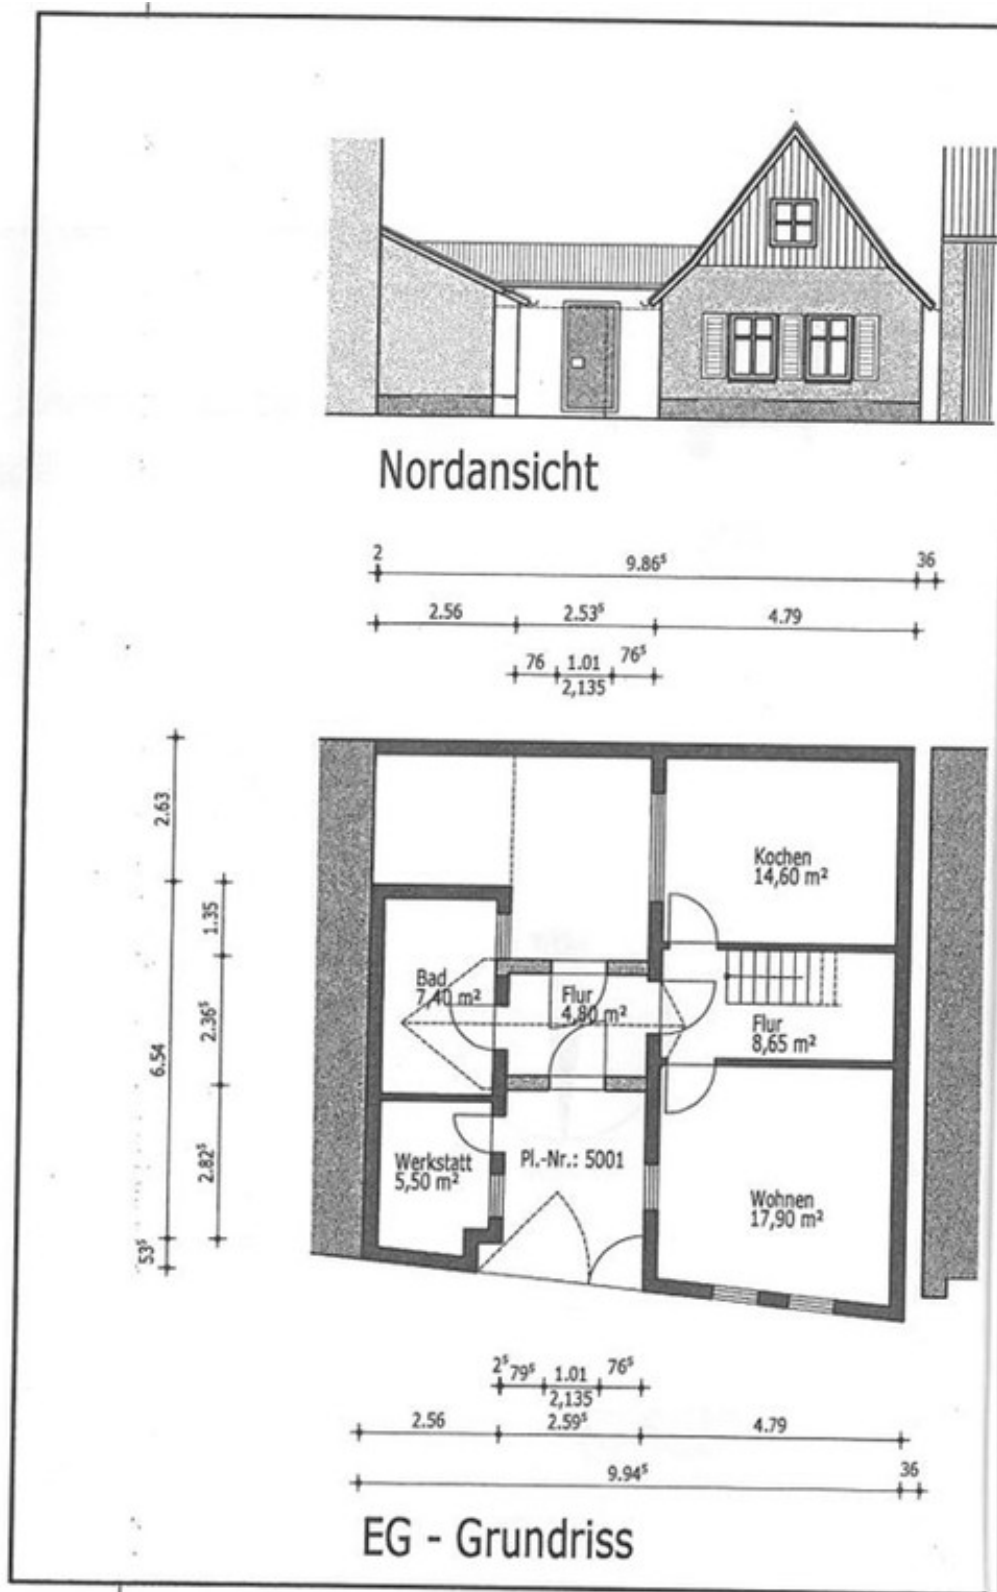 Nordansicht
2
9.86⁵
36
2.56
2.53⁵
4.79
76
1.01
76⁵
2,135
2.63
1.35
2.36⁵
6.54
2.82⁵
53⁵
Kochen
14,60 m²
Bad
7,40 m²
Flur
4,80 m²
Flur
8,65 m²
Werkstatt
5,50 m²
Pl.-Nr.: 5001
Wohnen
17,90 m²
2⁵
79⁵
1.01
76⁵
2,135
2.56
2.59⁵
4.79
9.94⁵
36
EG - Grundriss